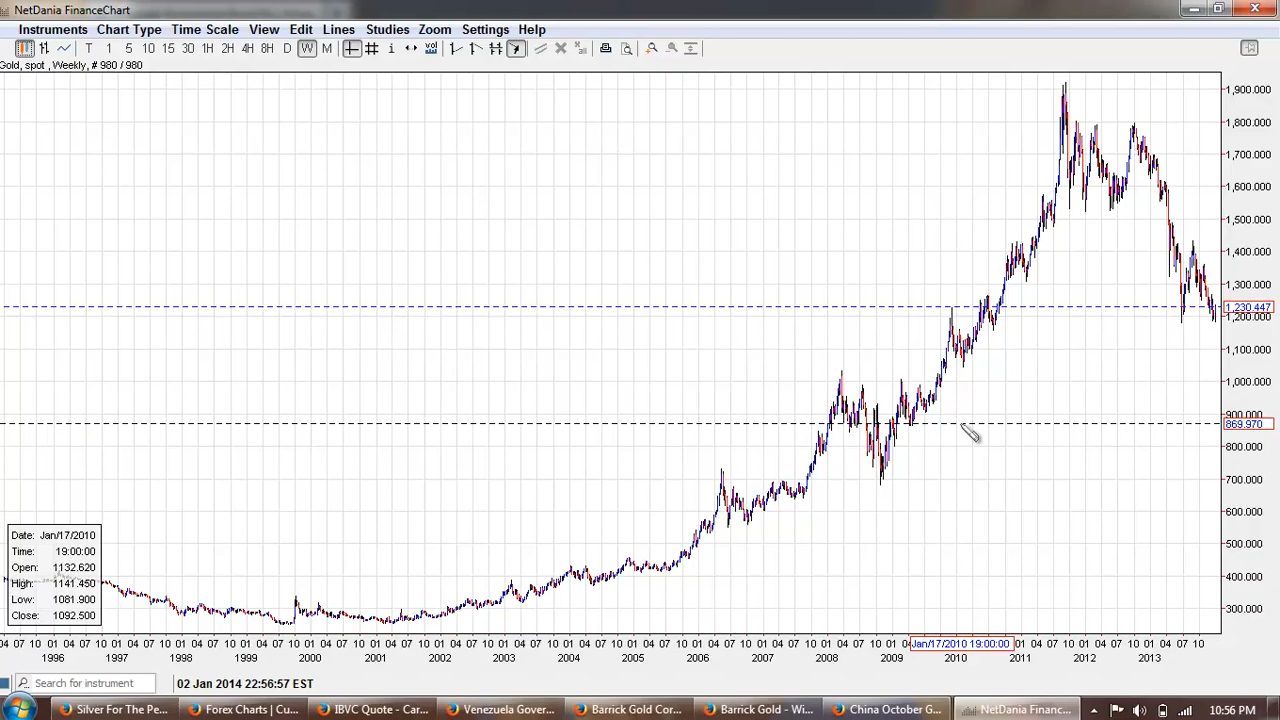 NetDania FinanceChart
Instruments Chart Type Time Scale View Edit Lines Studies Zoom Settings Help
T 1 5 10 15 30 1H 2H 4H 8H D W M
Gold, spot , Weekly, # 980 / 980
1,900.000
1,800.000
1,700.000
1,600.000
1,500.000
1,400.000
1,300.000
1,230.447
1,200.000
1,100.000
1,000.000
900.000
869.970
800.000
700.000
600.000
500.000
400.000
300.000
Date: Jan/17/2010
Time: 19:00:00
Open: 1132.620
High: 1141.450
Low: 1081.900
Close: 1092.500
04 07 10 01 04 07 10 01 04 07 10 01 04 07 10 01 04 07 10 01 04 07 10 01 04 07 10 01 04 07 10 01 04 07 10 01 04 07 10 01 04 07 10 01 04 07 10 01 04 07 10 01 04 07 10 01 04 Jan/17/2010 19:00:00 01 04 07 10 01 04 07 10 01 04 07 10
1996 1997 1998 1999 2000 2001 2002 2003 2004 2005 2006 2007 2008 2009 2010 2011 2012 2013
Search for instrument 02 Jan 2014 22:56:57 EST
Silver For The Pe... Forex Charts | Cu... IBVC Quote - Car... Venezuela Gover... Barrick Gold Cor... Barrick Gold - Wi... China October G... NetDania Financ... 10:56 PM